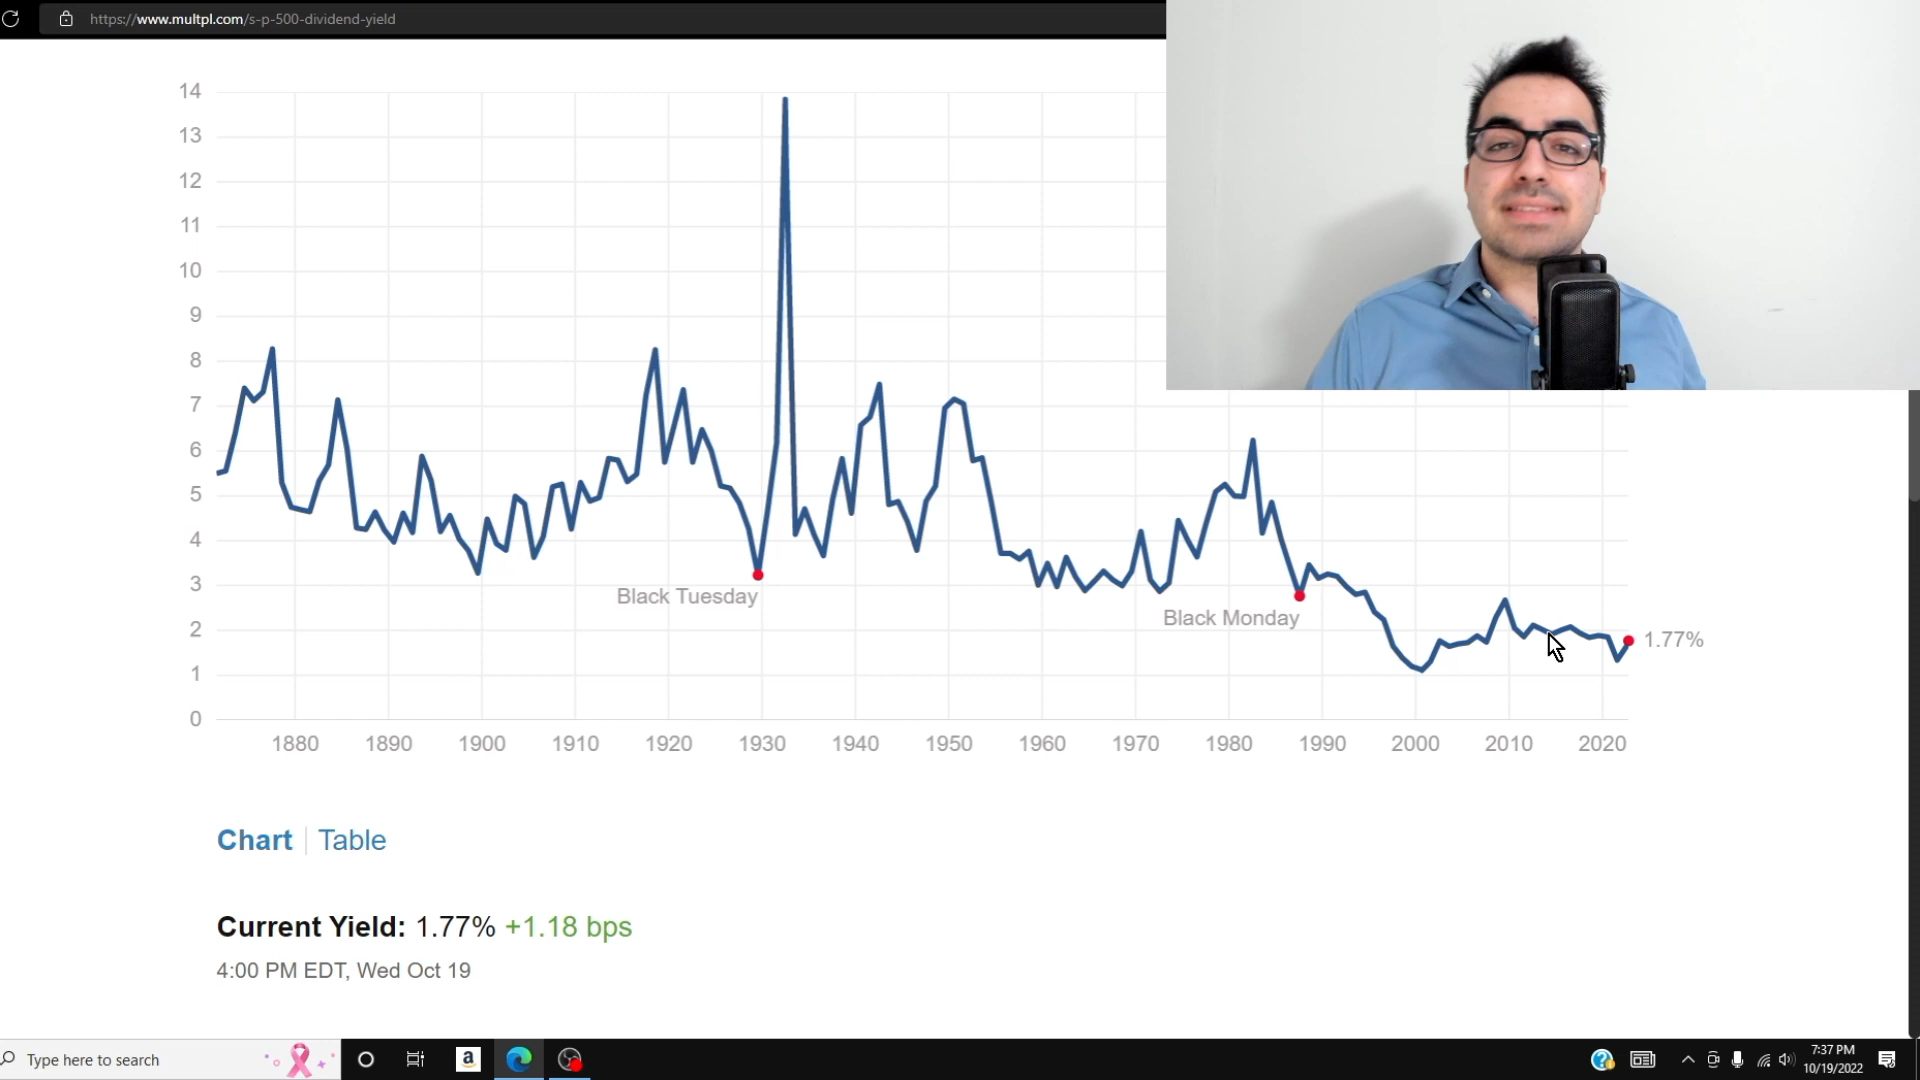 https://www.multpl.com/s-p-500-dividend-yield
14
13
12
11
10
9
8
7
6
5
4
3
2
1
0
Black Tuesday
Black Monday
1.77%
1880 1890 1900 1910 1920 1930 1940 1950 1960 1970 1980 1990 2000 2010 2020
Chart Table
Current Yield: 1.77% +1.18 bps
4:00 PM EDT, Wed Oct 19
Type here to search
a
?
7:37 PM
10/19/2022